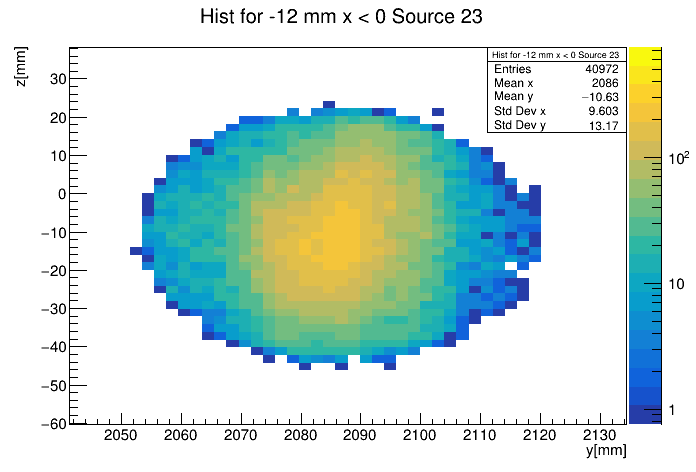 Hist for -12 mm x < 0 Source 23
z[mm]
Hist for -12 mm x < 0 Source 23
Entries 40972
Mean x 2086
Mean y −10.63
Std Dev x 9.603
Std Dev y 13.17
30
20
10
0
−10
−20
−30
−40
−50
−60
2050 2060 2070 2080 2090 2100 2110 2120 2130
y[mm]
10²
10
1